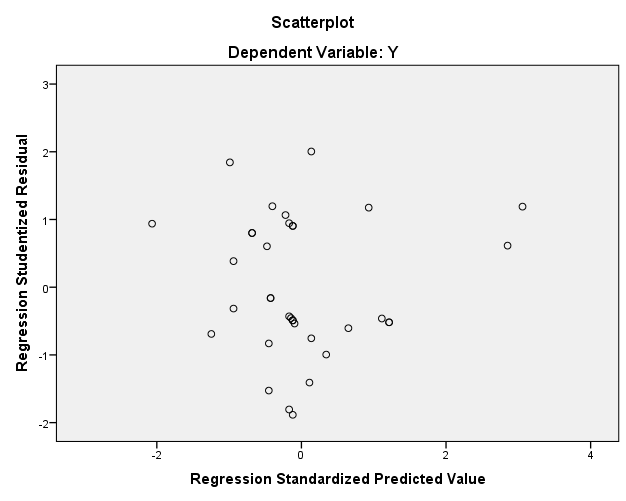 Scatterplot
Dependent Variable: Y
Regression Studentized Residual
3
2
1
0
-1
-2
-2
0
2
4
Regression Standardized Predicted Value